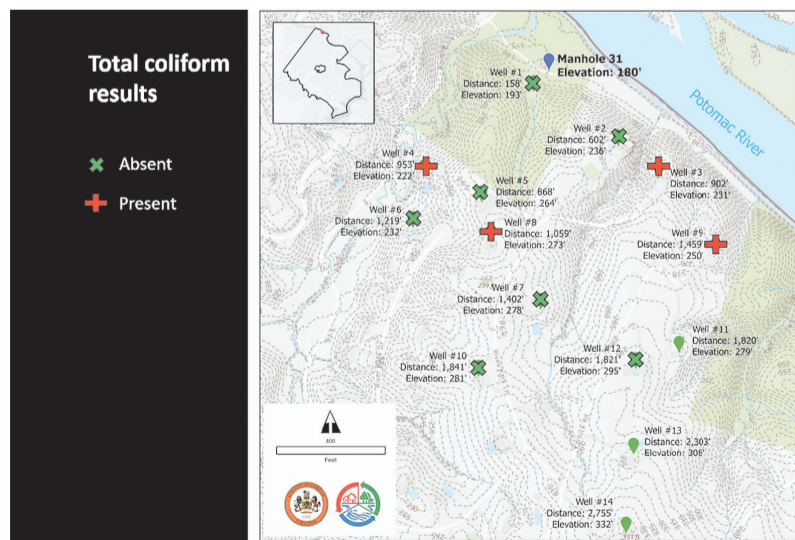 Total coliform
results
Absent
Present
Manhole 31
Elevation: 180'
Potomac River
Well #1
Distance: 158'
Elevation: 193'
Well #2
Distance: 602'
Elevation: 236'
Well #4
Distance: 953'
Elevation: 222'
Well #3
Distance: 902'
Elevation: 231'
Well #5
Distance: 868'
Elevation: 264'
Well #6
Distance: 1,219'
Elevation: 232'
Well #8
Distance: 1,059'
Elevation: 273'
Well #9
Distance: 1,459'
Elevation: 250'
Well #7
Distance: 1,402'
Elevation: 278'
Well #11
Distance: 1,820'
Elevation: 279'
Well #12
Distance: 1,821'
Elevation: 295'
Well #10
Distance: 1,841'
Elevation: 281'
Well #13
Distance: 2,303'
Elevation: 308'
Well #14
Distance: 2,755'
Elevation: 332'
800
Feet